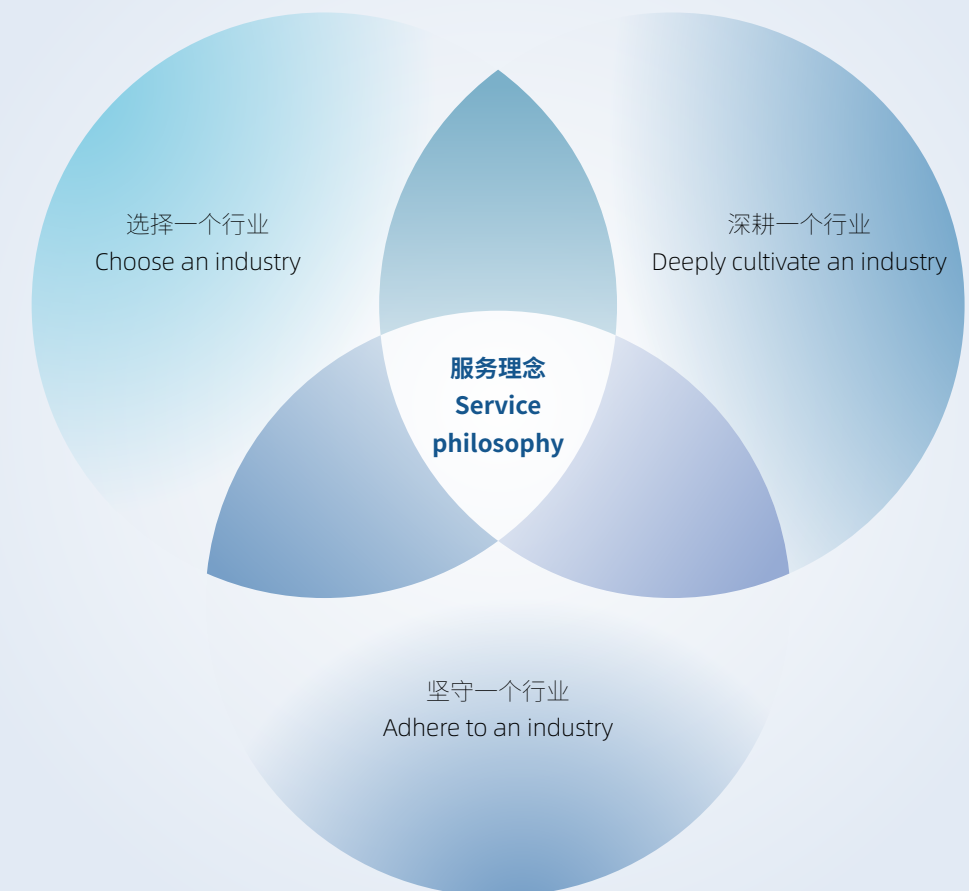 选择一个行业
Choose an industry
深耕一个行业
Deeply cultivate an industry
服务理念
Service
philosophy
坚守一个行业
Adhere to an industry